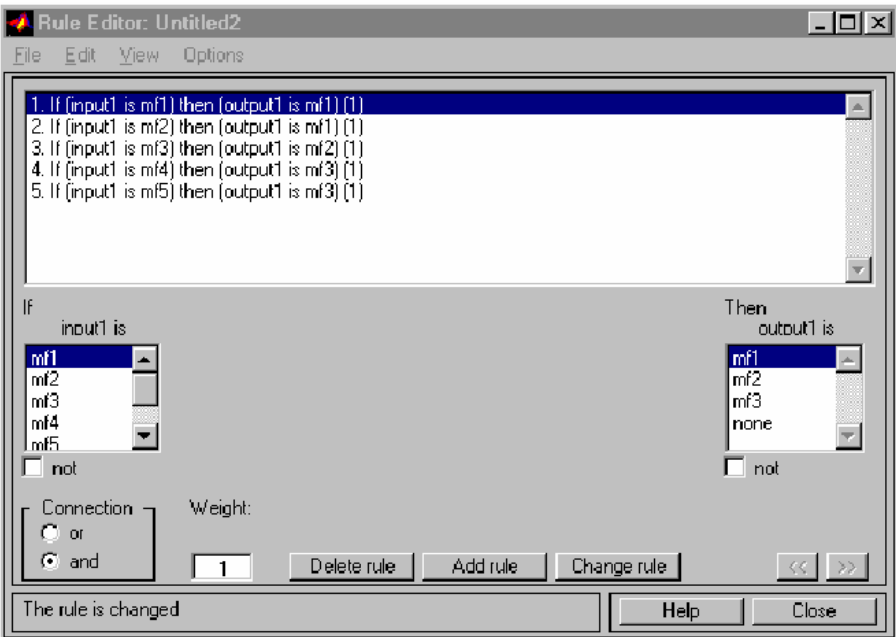 Rule Editor: Untitled2
File Edit View Options
1. If (input1 is mf1) then (output1 is mf1) (1)
2. If (input1 is mf2) then (output1 is mf1) (1)
3. If (input1 is mf3) then (output1 is mf2) (1)
4. If (input1 is mf4) then (output1 is mf3) (1)
5. If (input1 is mf5) then (output1 is mf3) (1)
If
input1 is
mf1
mf2
mf3
mf4
mf5
not
Then
output1 is
mf1
mf2
mf3
none
not
Connection
or
and
Weight:
1
Delete rule
Add rule
Change rule
<<
>>
The rule is changed
Help
Close